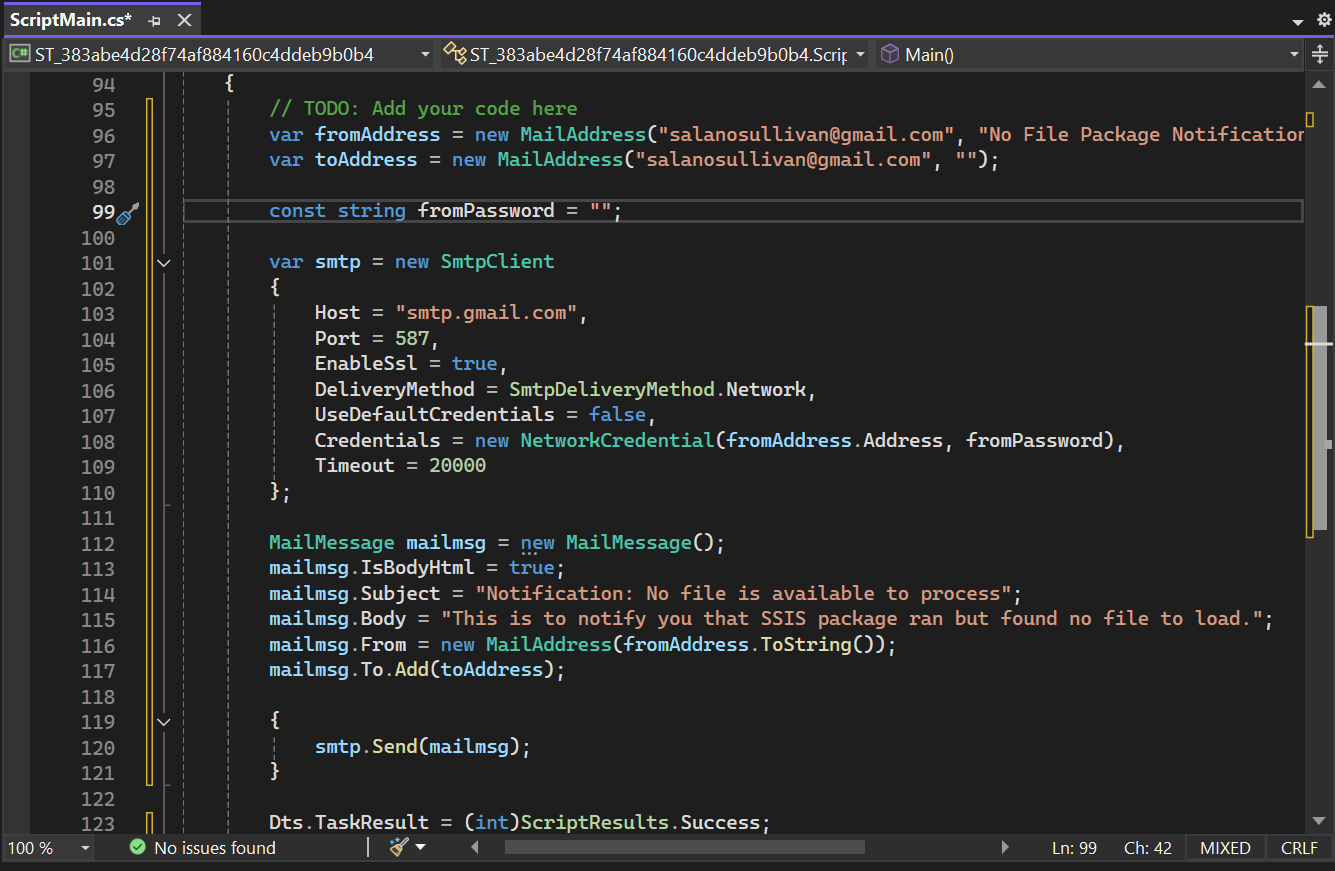 ScriptMain.cs*
ST_383abe4d28f74af884160c4ddeb9b0b4 ST_383abe4d28f74af884160c4ddeb9b0b4.Scrip Main()
94 {
95 // TODO: Add your code here
96 var fromAddress = new MailAddress("salanosullivan@gmail.com", "No File Package Notification
97 var toAddress = new MailAddress("salanosullivan@gmail.com", "");
98
99 const string fromPassword = "";
100
101 var smtp = new SmtpClient
102 {
103 Host = "smtp.gmail.com",
104 Port = 587,
105 EnableSsl = true,
106 DeliveryMethod = SmtpDeliveryMethod.Network,
107 UseDefaultCredentials = false,
108 Credentials = new NetworkCredential(fromAddress.Address, fromPassword),
109 Timeout = 20000
110 };
111
112 MailMessage mailmsg = new MailMessage();
113 mailmsg.IsBodyHtml = true;
114 mailmsg.Subject = "Notification: No file is available to process";
115 mailmsg.Body = "This is to notify you that SSIS package ran but found no file to load.";
116 mailmsg.From = new MailAddress(fromAddress.ToString());
117 mailmsg.To.Add(toAddress);
118
119 {
120 smtp.Send(mailmsg);
121 }
122
123 Dts.TaskResult = (int)ScriptResults.Success;
100 % No issues found Ln: 99 Ch: 42 MIXED CRLF